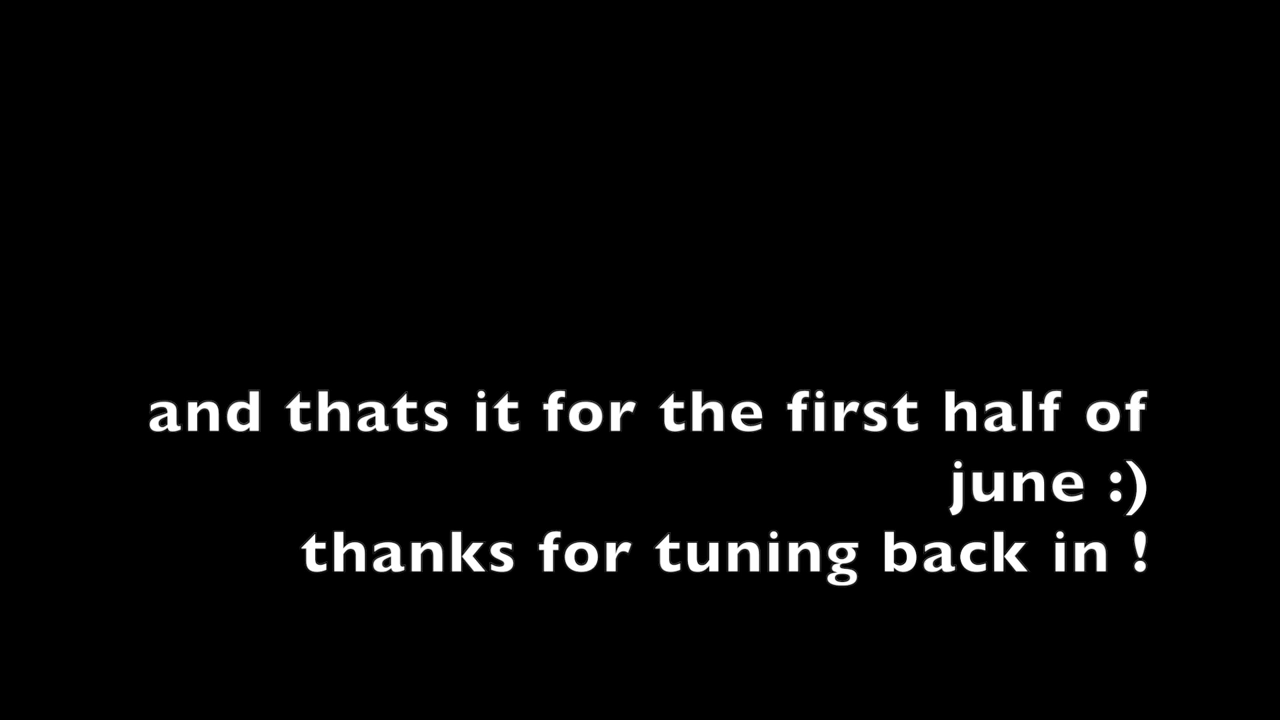 and thats it for the first half of
june :)
thanks for tuning back in !